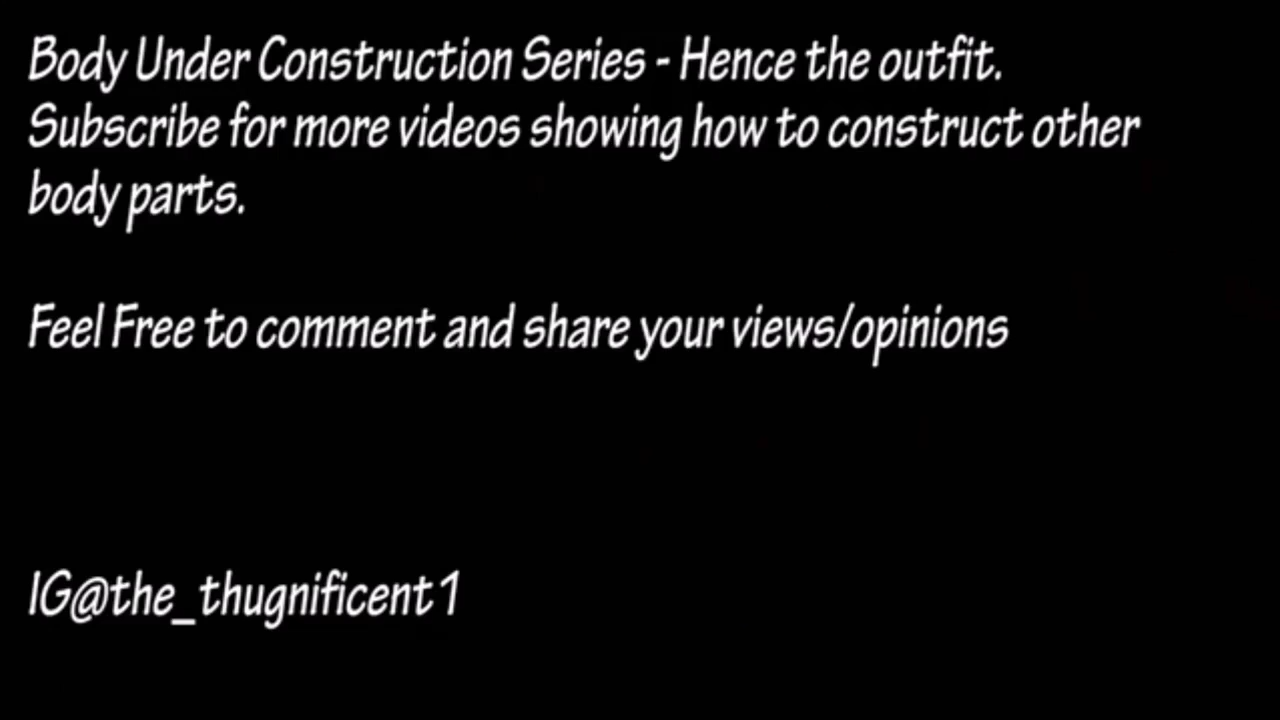 Body Under Construction Series - Hence the outfit.
Subscribe for more videos showing how to construct other
body parts.
Feel Free to comment and share your views/opinions
IG@the_thugnificent1